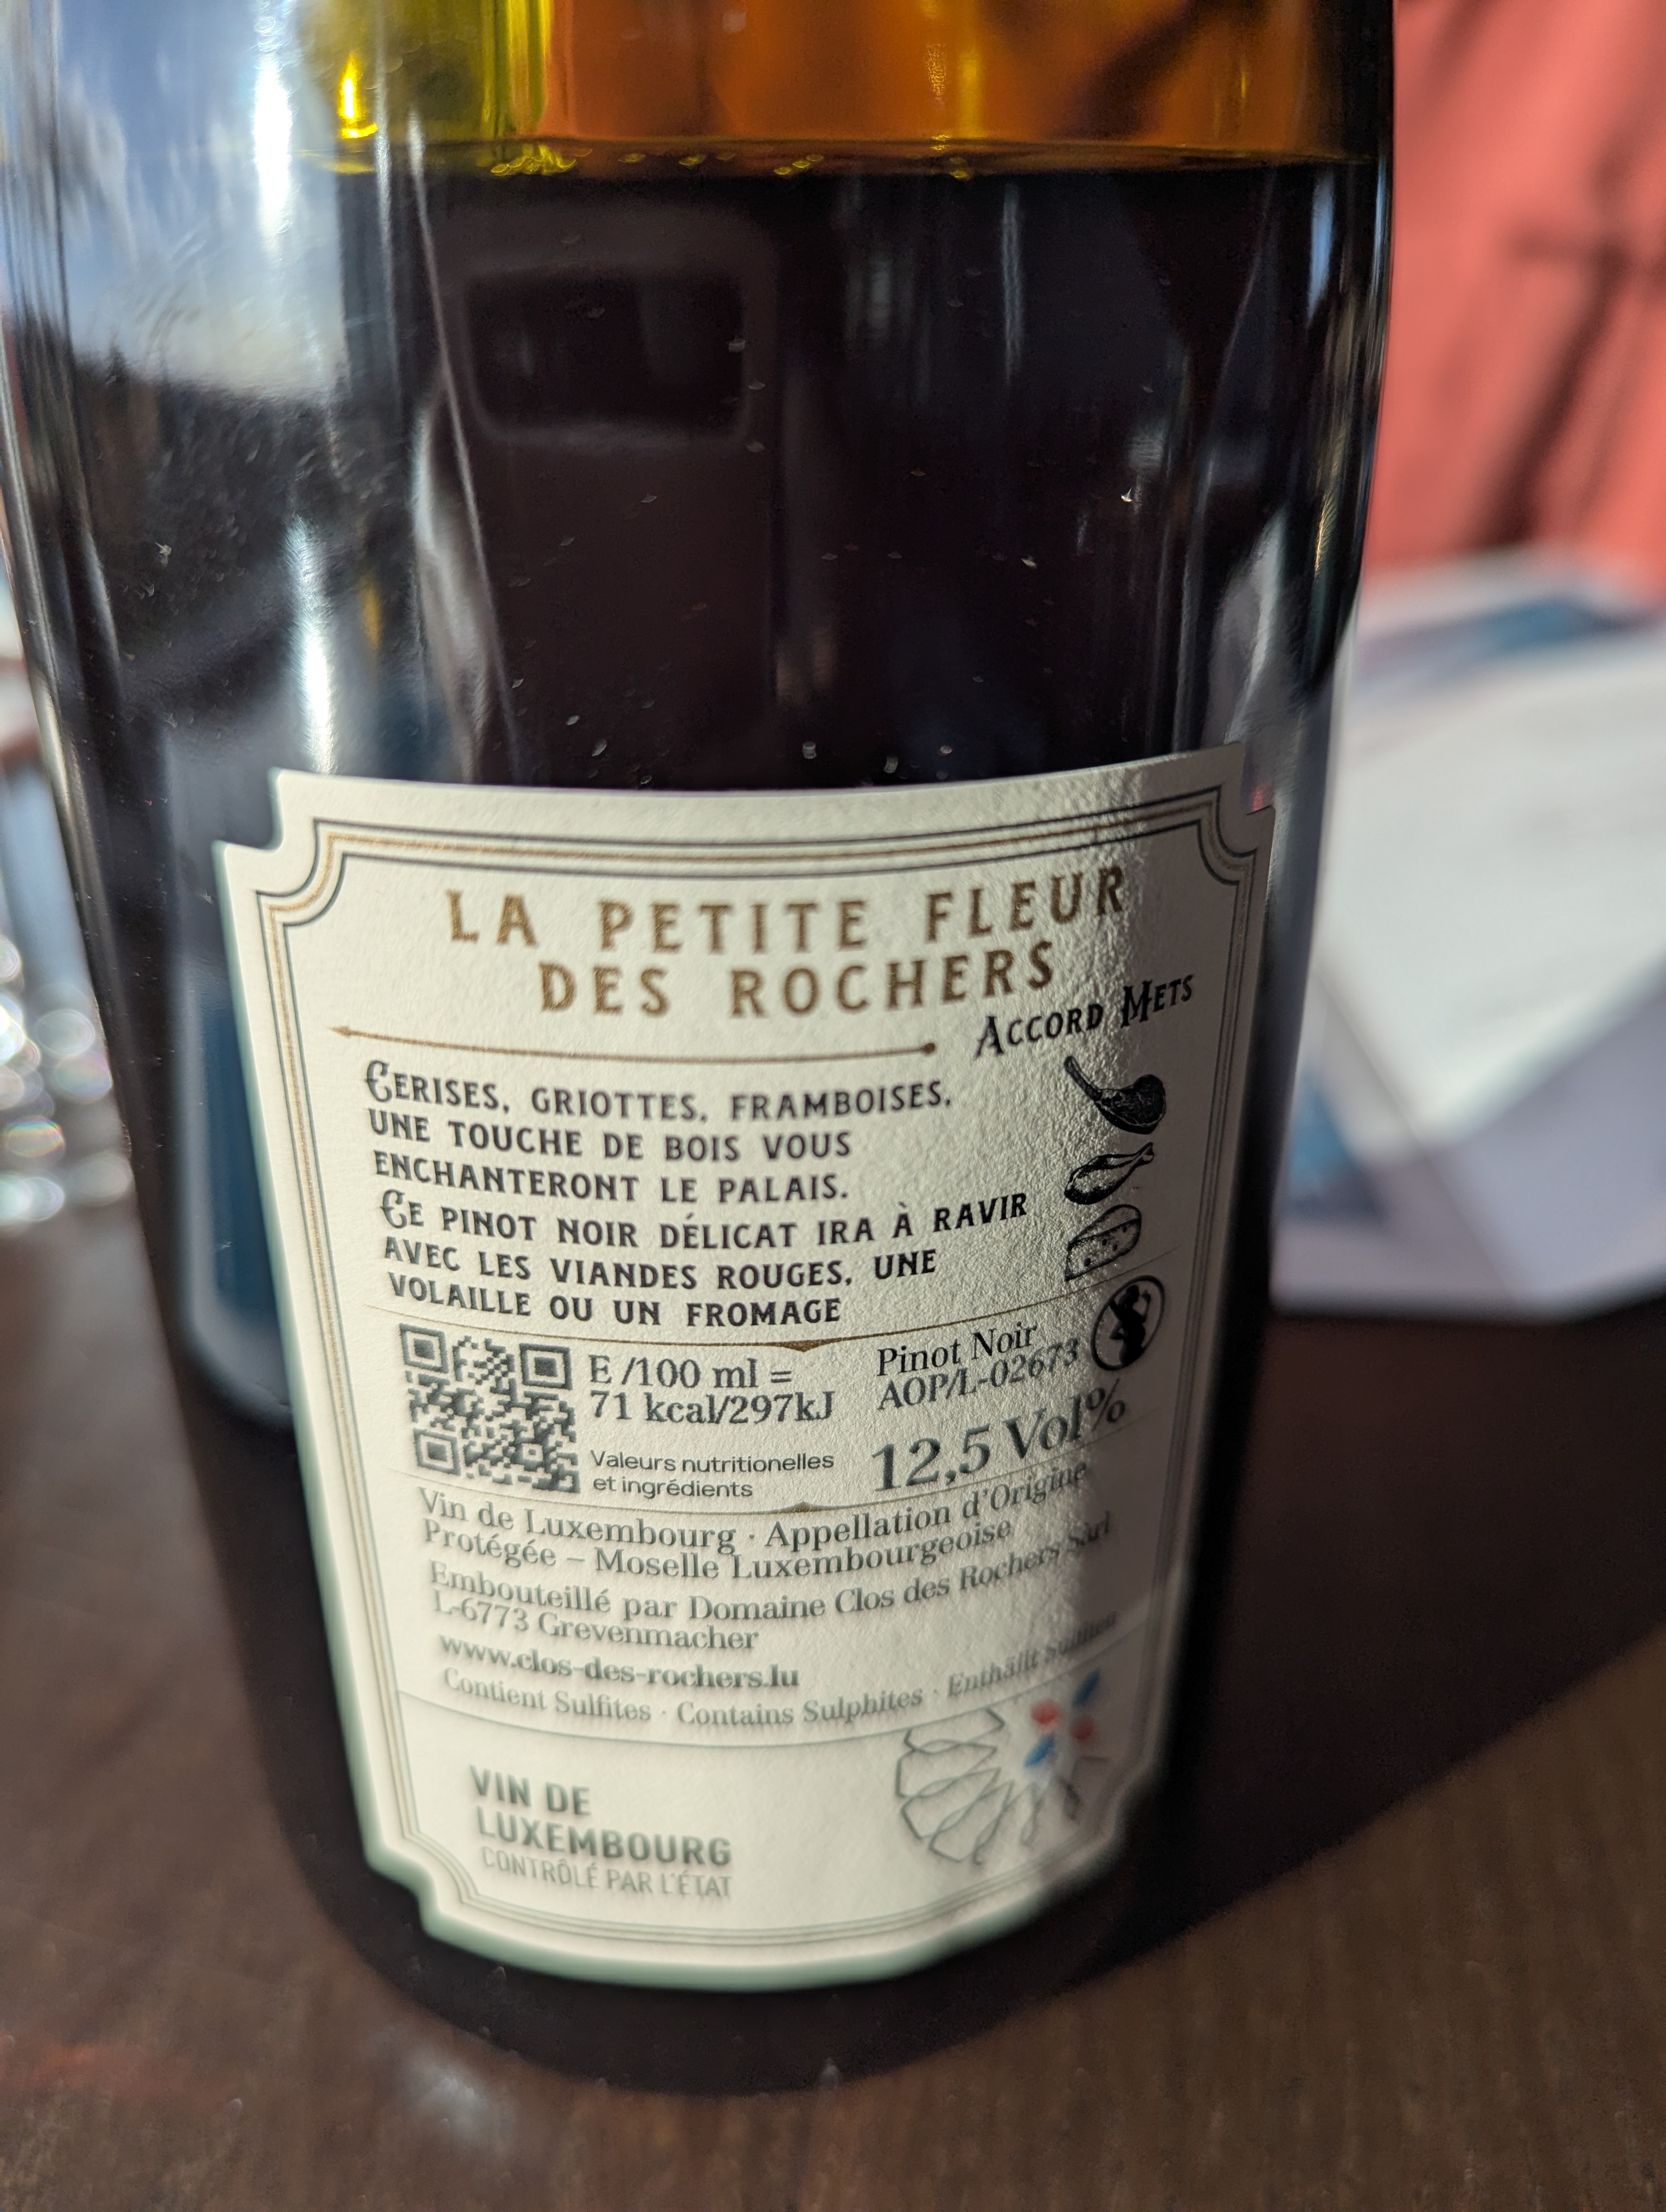 LA PETITE FLEUR
DES ROCHERS
ACCORD METS
CERISES, GRIOTTES, FRAMBOISES,
UNE TOUCHE DE BOIS VOUS
ENCHANTERONT LE PALAIS.
CE PINOT NOIR DÉLICAT IRA À RAVIR
AVEC LES VIANDES ROUGES, UNE
VOLAILLE OU UN FROMAGE
E /100 ml =
71 kcal/297kJ
Valeurs nutritionelles
et ingrédients
Pinot Noir
AOP/L-02673
12,5 Vol%
Vin de Luxembourg · Appellation d'Origine
Protégée – Moselle Luxembourgeoise
Embouteillé par Domaine Clos des Rochers Sàrl
L-6773 Grevenmacher
www.clos-des-rochers.lu
Contient Sulfites · Contains Sulphites · Enthällt
VIN DE
LUXEMBOURG
CONTRÔLÉ PAR L'ÉTAT